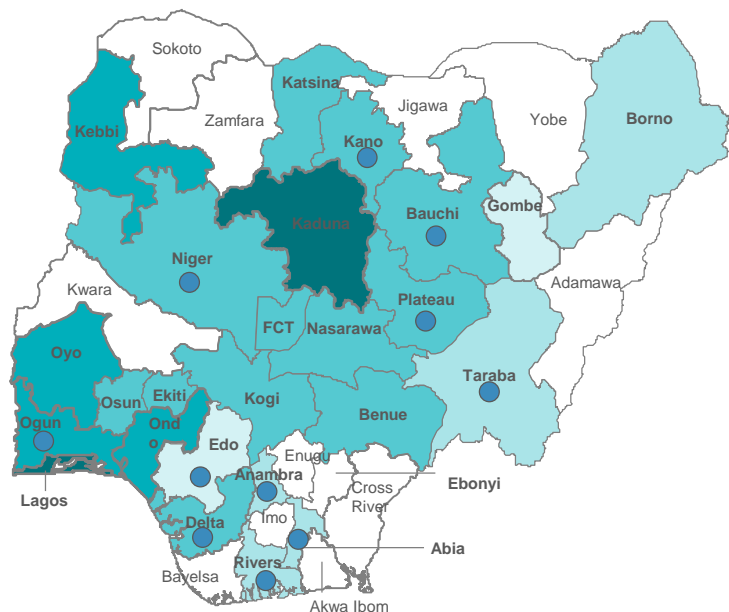 Sokoto
Katsina
Jigawa
Zamfara
Kebbi
Yobe
Borno
Kano
Gombe
Bauchi
Kaduna
Niger
Adamawa
Kwara
Plateau
FCT
Nasarawa
Oyo
Taraba
Ekiti
Osun
Kogi
Benue
Ogun
Ond
o
Edo
Enugu
Anambra
Ebonyi
Cross
River
Lagos
Imo
Delta
Abia
Rivers
Bayelsa
Akwa Ibom